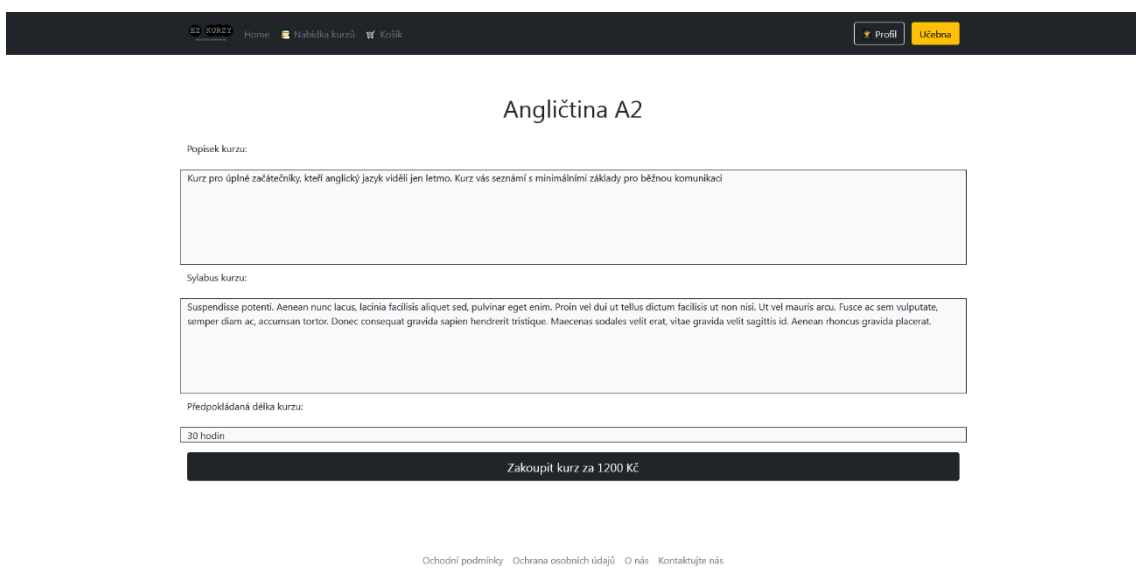 EZ KURZY
Home Nabídka kurzů Košík
Profil
Učebna
Angličtina A2
Popisek kurzu:
Kurz pro úplné začátečníky, kteří anglický jazyk viděli jen letmo. Kurz vás seznámí s minimálními základy pro běžnou komunikaci
Sylabus kurzu:
Suspendisse potenti. Aenean nunc lacus, lacinia facilisis aliquet sed, pulvinar eget enim. Proin vel dui ut tellus dictum facilisis ut non nisi. Ut vel mauris arcu. Fusce ac sem vulputate,
semper diam ac, accumsan tortor. Donec consequat gravida sapien hendrerit tristique. Maecenas sodales velit erat, vitae gravida velit sagittis id. Aenean rhoncus gravida placerat.
Předpokládaná délka kurzu:
30 hodin
Zakoupit kurz za 1200 Kč
Ochodní podmínky Ochrana osobních údajů O nás Kontaktujte nás